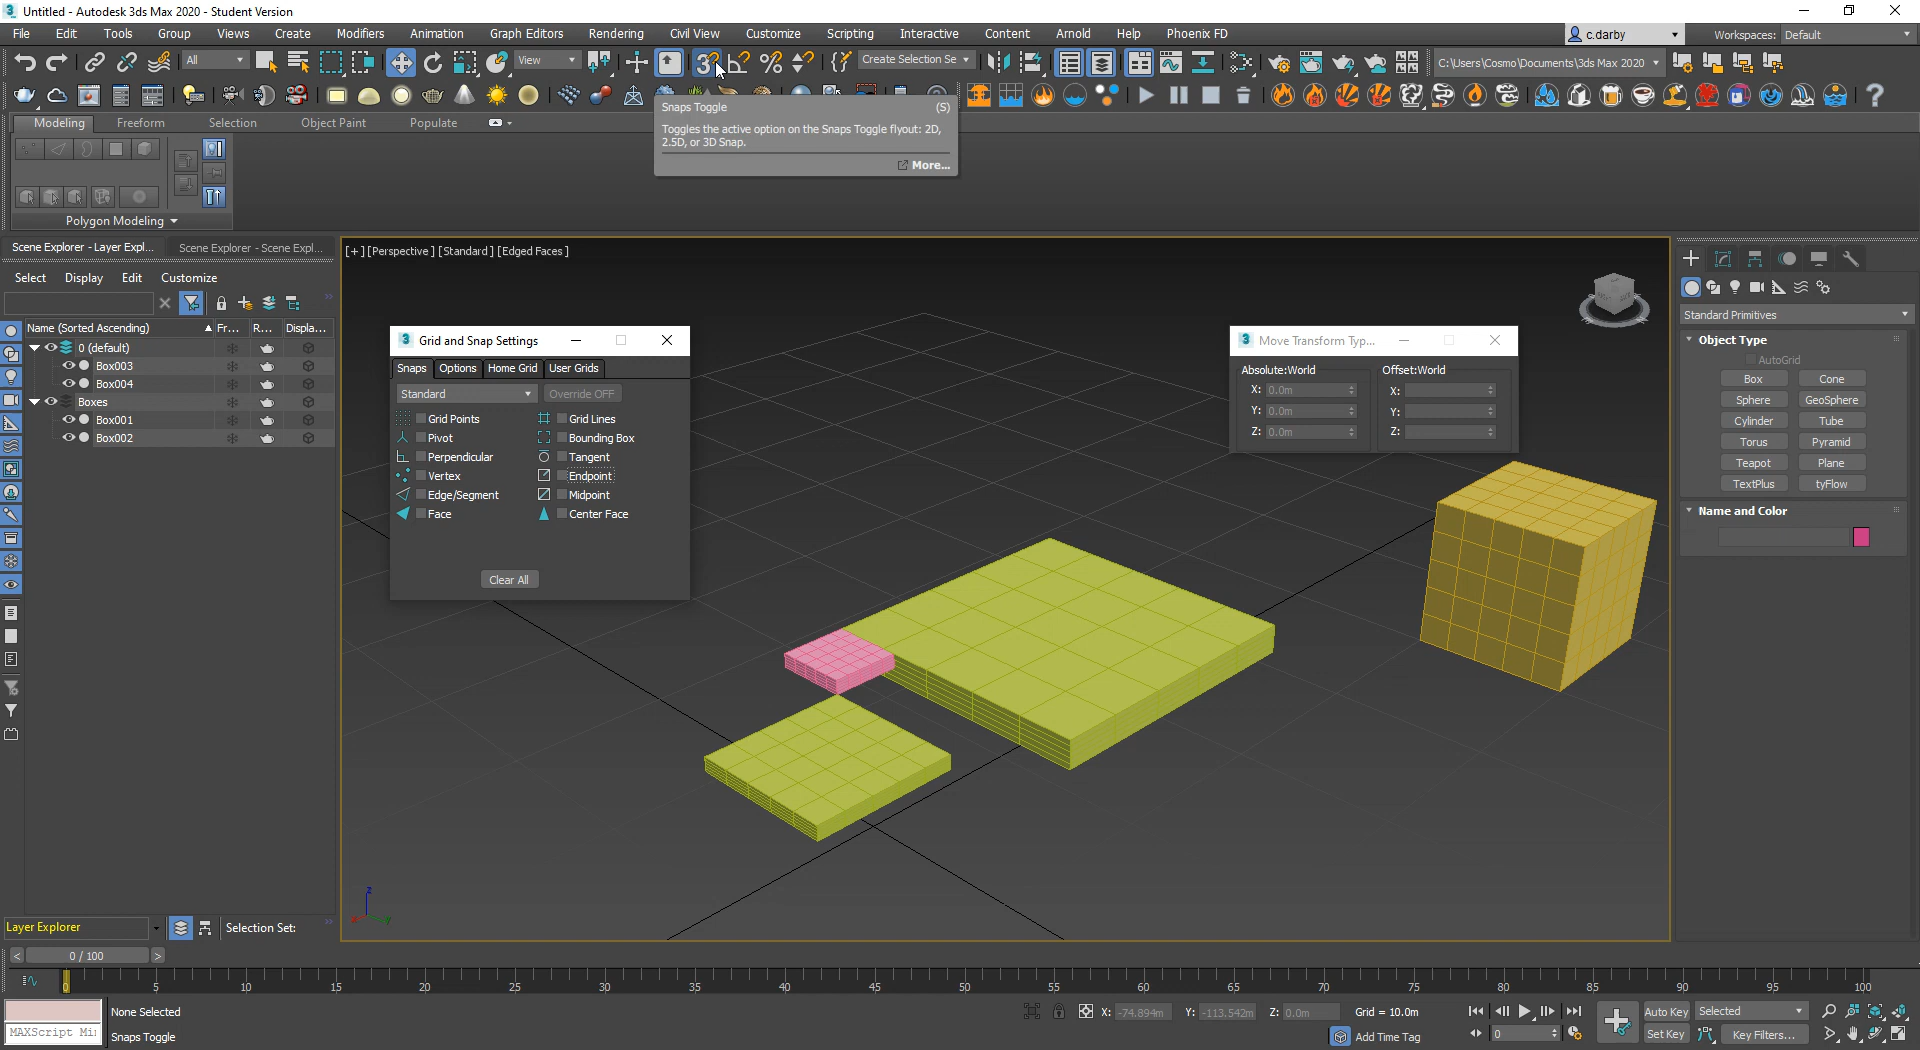 Untitled - Autodesk 3ds Max 2020 - Student Version
File Edit Tools Group Views Create Modifiers Animation Graph Editors Rendering Civil View Customize Scripting Interactive Content Arnold Help Phoenix FD
c.darby
Workspaces: Default
All
View
Create Selection Se
C:\Users\Cosmo\Documents\3ds Max 2020
Modeling Freeform Selection Object Paint Populate
Snaps Toggle (S)
Toggles the active option on the Snaps Toggle flyout: 2D,
2.5D, or 3D Snap.
More...
Polygon Modeling
Scene Explorer - Layer Expl...
Scene Explorer - Scene Expl...
Select Display Edit Customize
Name (Sorted Ascending) Fr... R... Displa...
0 (default)
Box003
Box004
Boxes
Box001
Box002
[+] [Perspective] [Standard] [Edged Faces]
3 Grid and Snap Settings
Snaps Options Home Grid User Grids
Standard Override OFF
Grid Points Grid Lines
Pivot Bounding Box
Perpendicular Tangent
Vertex Endpoint
Edge/Segment Midpoint
Face Center Face
Clear All
3 Move Transform Typ...
Absolute:World Offset:World
X: 0.0m X:
Y: 0.0m Y:
Z: 0.0m Z:
Standard Primitives
Object Type
AutoGrid
Box Cone
Sphere GeoSphere
Cylinder Tube
Torus Pyramid
Teapot Plane
TextPlus tyFlow
Name and Color
z
x
y
Layer Explorer
Selection Set:
< 0 / 100 >
0 5 10 15 20 25 30 35 40 45 50 55 60 65 70 75 80 85 90 95 100
None Selected
MAXScript Mi
Snaps Toggle
X: -74.894m Y: -113.542m Z: 0.0m Grid = 10.0m
Add Time Tag
0
Auto Key Selected
Set Key Key Filters...